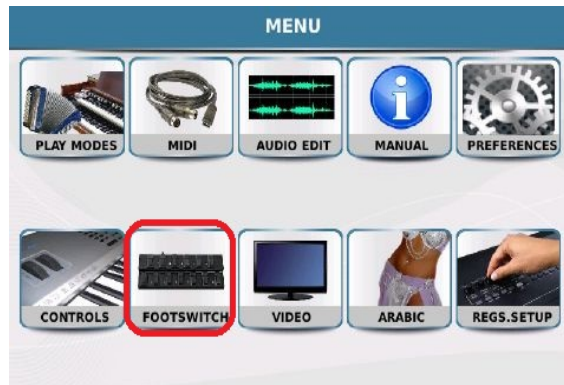 MENU
PLAY MODES
MIDI
AUDIO EDIT
MANUAL
PREFERENCES
CONTROLS
FOOTSWITCH
VIDEO
ARABIC
REGS.SETUP